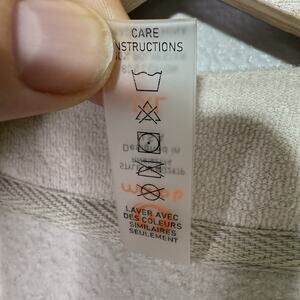 CARE
INSTRUCTIONS
LAVER AVEC
DES COULEURS
SIMILAIRES
SEULEMENT